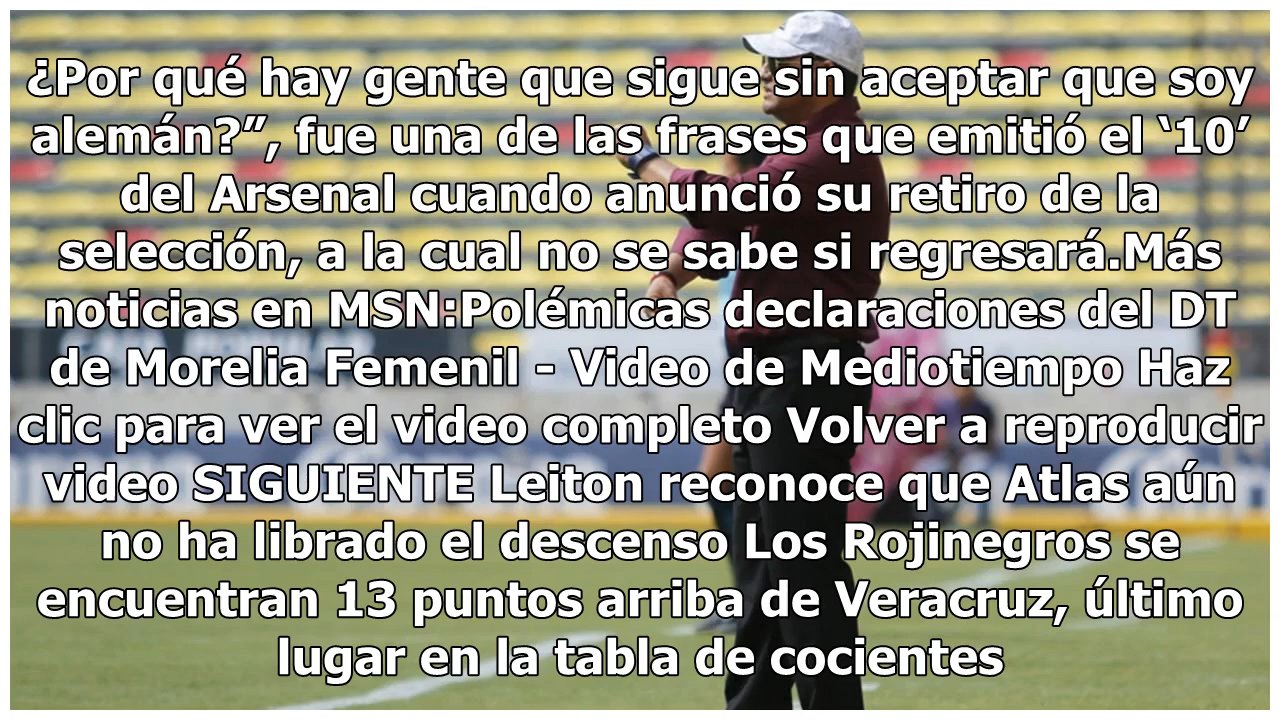 ¿Por qué hay gente que sigue sin aceptar que soy
alemán?”, fue una de las frases que emitió el ‘10’
del Arsenal cuando anunció su retiro de la
selección, a la cual no se sabe si regresará.Más
noticias en MSN:Polémicas declaraciones del DT
de Morelia Femenil - Video de Mediotiempo Haz
clic para ver el video completo Volver a reproducir
video SIGUIENTE Leiton reconoce que Atlas aún
no ha librado el descenso Los Rojinegros se
encuentran 13 puntos arriba de Veracruz, último
lugar en la tabla de cocientes